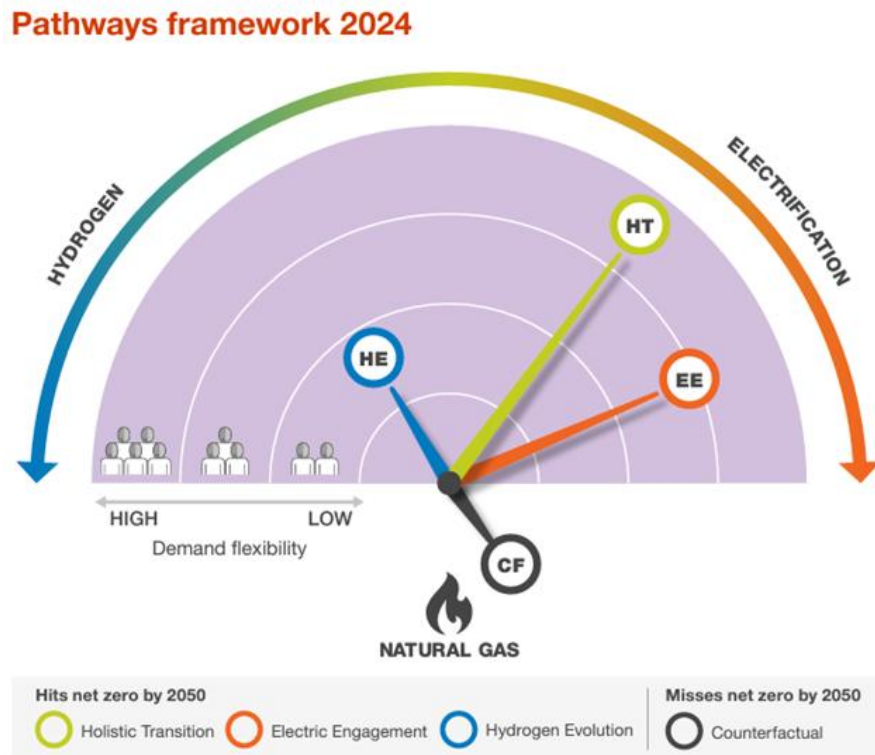 Pathways framework 2024
HYDROGEN
ELECTRIFICATION
HT
HE
EE
HIGH
LOW
Demand flexibility
CF
NATURAL GAS
Hits net zero by 2050
Holistic Transition
Electric Engagement
Hydrogen Evolution
Misses net zero by 2050
Counterfactual